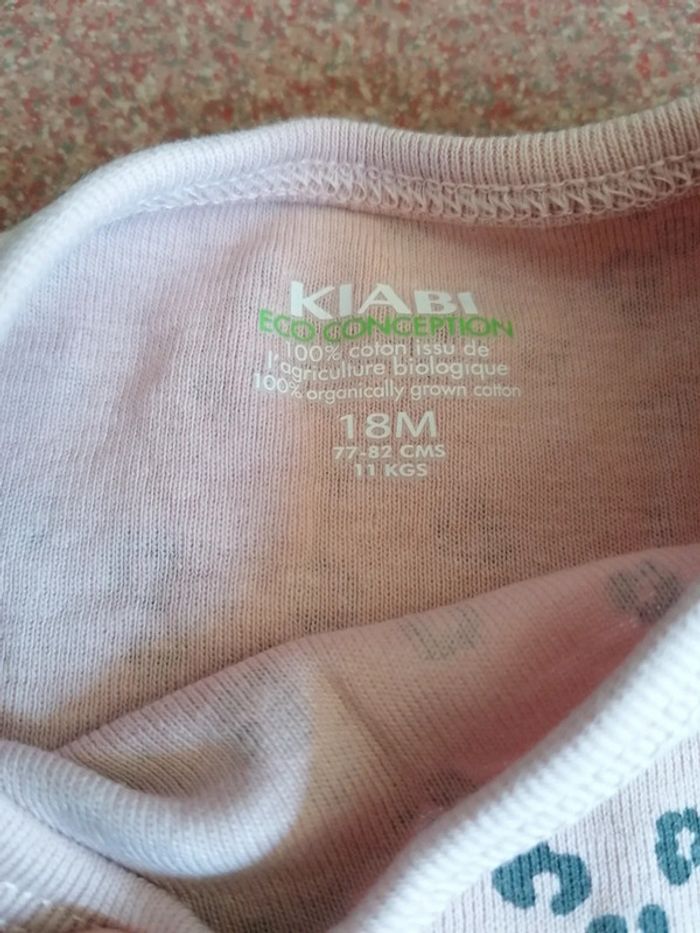 KIABI
ECO CONCEPTION
100% coton issu de
l'agriculture biologique
100% organically grown cotton
18M
77-82 CMS
11 KGS